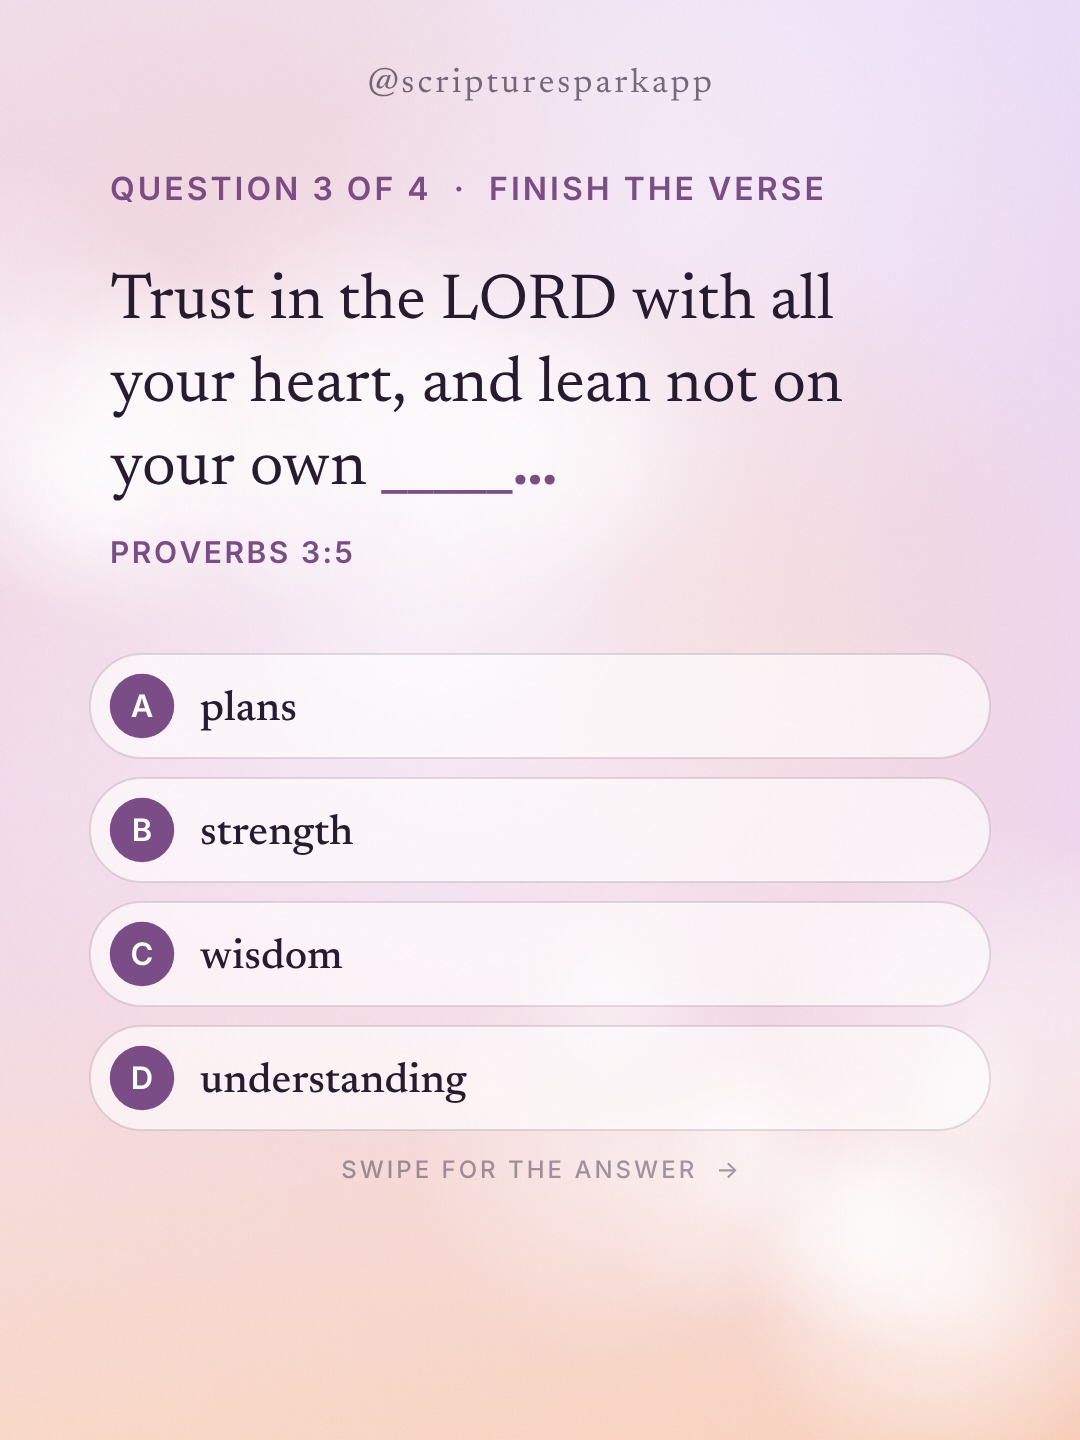 @scripturesparkapp
QUESTION 3 OF 4 · FINISH THE VERSE
Trust in the LORD with all
your heart, and lean not on
your own _____...
PROVERBS 3:5
A plans
B strength
C wisdom
D understanding
SWIPE FOR THE ANSWER →